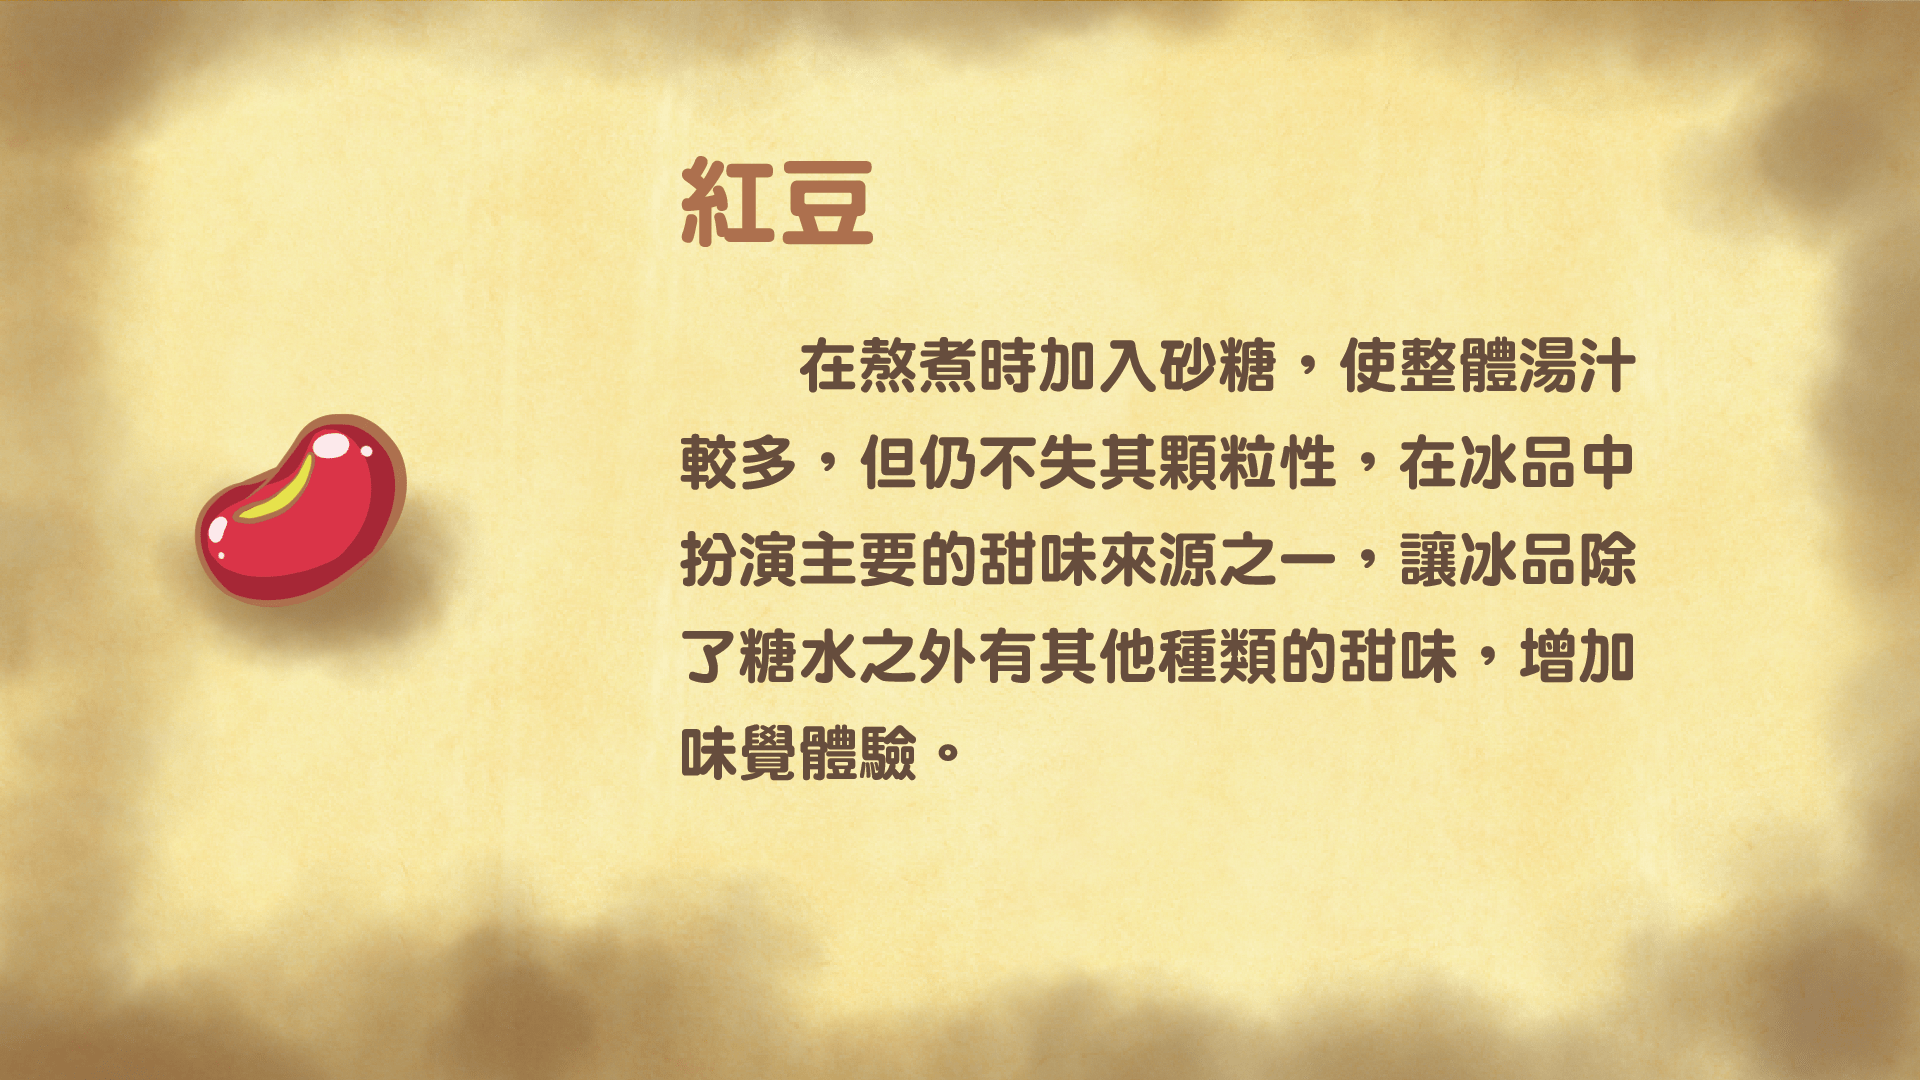 紅豆
在熬煮時加入砂糖，使整體湯汁
較多，但仍不失其顆粒性，在冰品中
扮演主要的甜味來源之一，讓冰品除
了糖水之外有其他種類的甜味，增加
味覺體驗。